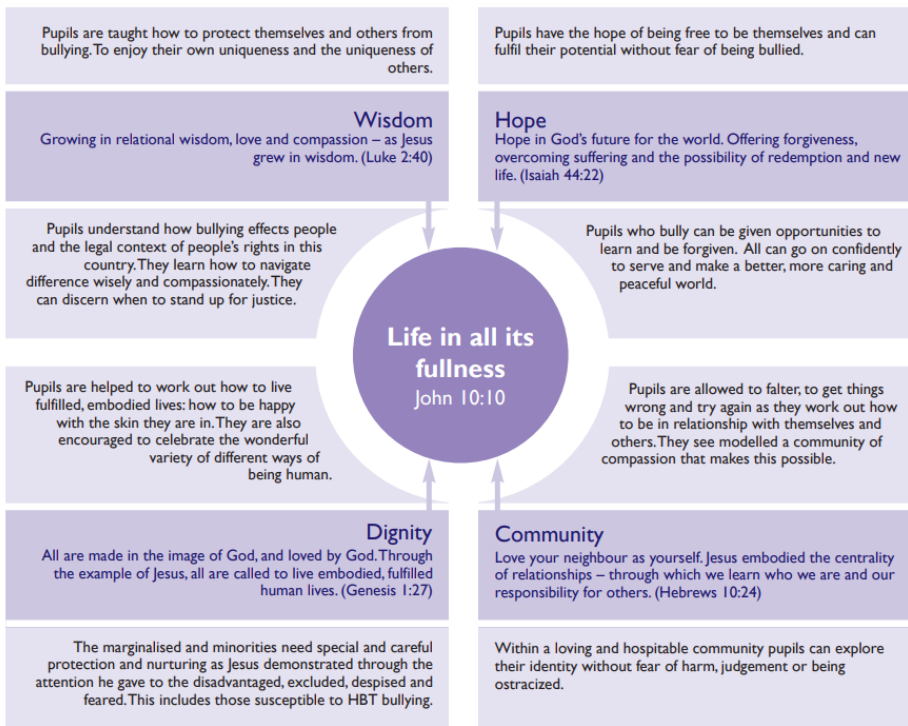 Pupils are taught how to protect themselves and others from
bullying. To enjoy their own uniqueness and the uniqueness of
others.
Wisdom
Growing in relational wisdom, love and compassion – as Jesus
grew in wisdom. (Luke 2:40)
Pupils understand how bullying effects people
and the legal context of people's rights in this
country. They learn how to navigate
difference wisely and compassionately. They
can discern when to stand up for justice.
Pupils have the hope of being free to be themselves and can
fulfil their potential without fear of being bullied.
Hope
Hope in God's future for the world. Offering forgiveness,
overcoming suffering and the possibility of redemption and new
life. (Isaiah 44:22)
Pupils who bully can be given opportunities to
learn and be forgiven. All can go on confidently
to serve and make a better, more caring and
peaceful world.
Life in all its
fullness
John 10:10
Pupils are helped to work out how to live
fulfilled, embodied lives: how to be happy
with the skin they are in. They are also
encouraged to celebrate the wonderful
variety of different ways of
being human.
Dignity
All are made in the image of God, and loved by God. Through
the example of Jesus, all are called to live embodied, fulfilled
human lives. (Genesis 1:27)
The marginalised and minorities need special and careful
protection and nurturing as Jesus demonstrated through the
attention he gave to the disadvantaged, excluded, despised and
feared. This includes those susceptible to HBT bullying.
Pupils are allowed to falter, to get things
wrong and try again as they work out how
to be in relationship with themselves and
others. They see modelled a community of
compassion that makes this possible.
Community
Love your neighbour as yourself. Jesus embodied the centrality
of relationships – through which we learn who we are and our
responsibility for others. (Hebrews 10:24)
Within a loving and hospitable community pupils can explore
their identity without fear of harm, judgement or being
ostracized.